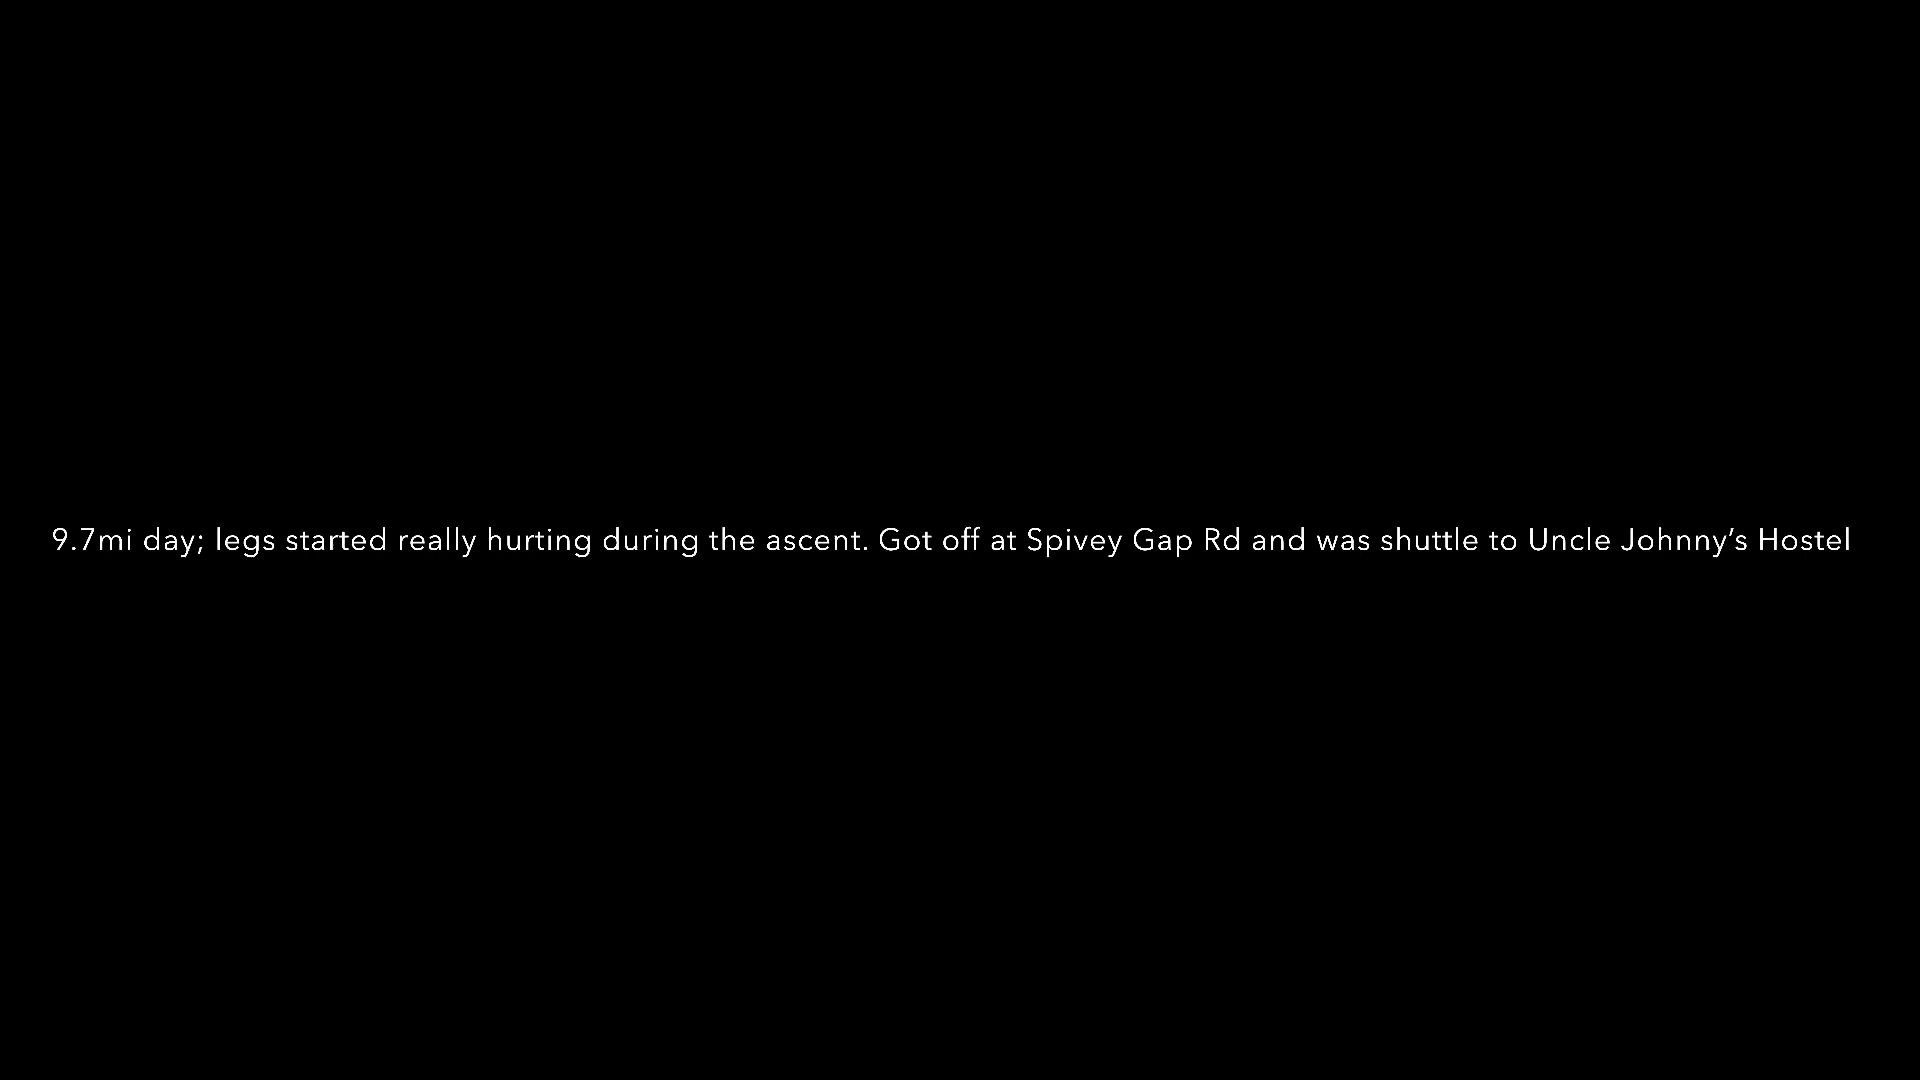 9.7mi day; legs started really hurting during the ascent. Got off at Spivey Gap Rd and was shuttle to Uncle Johnny’s Hostel